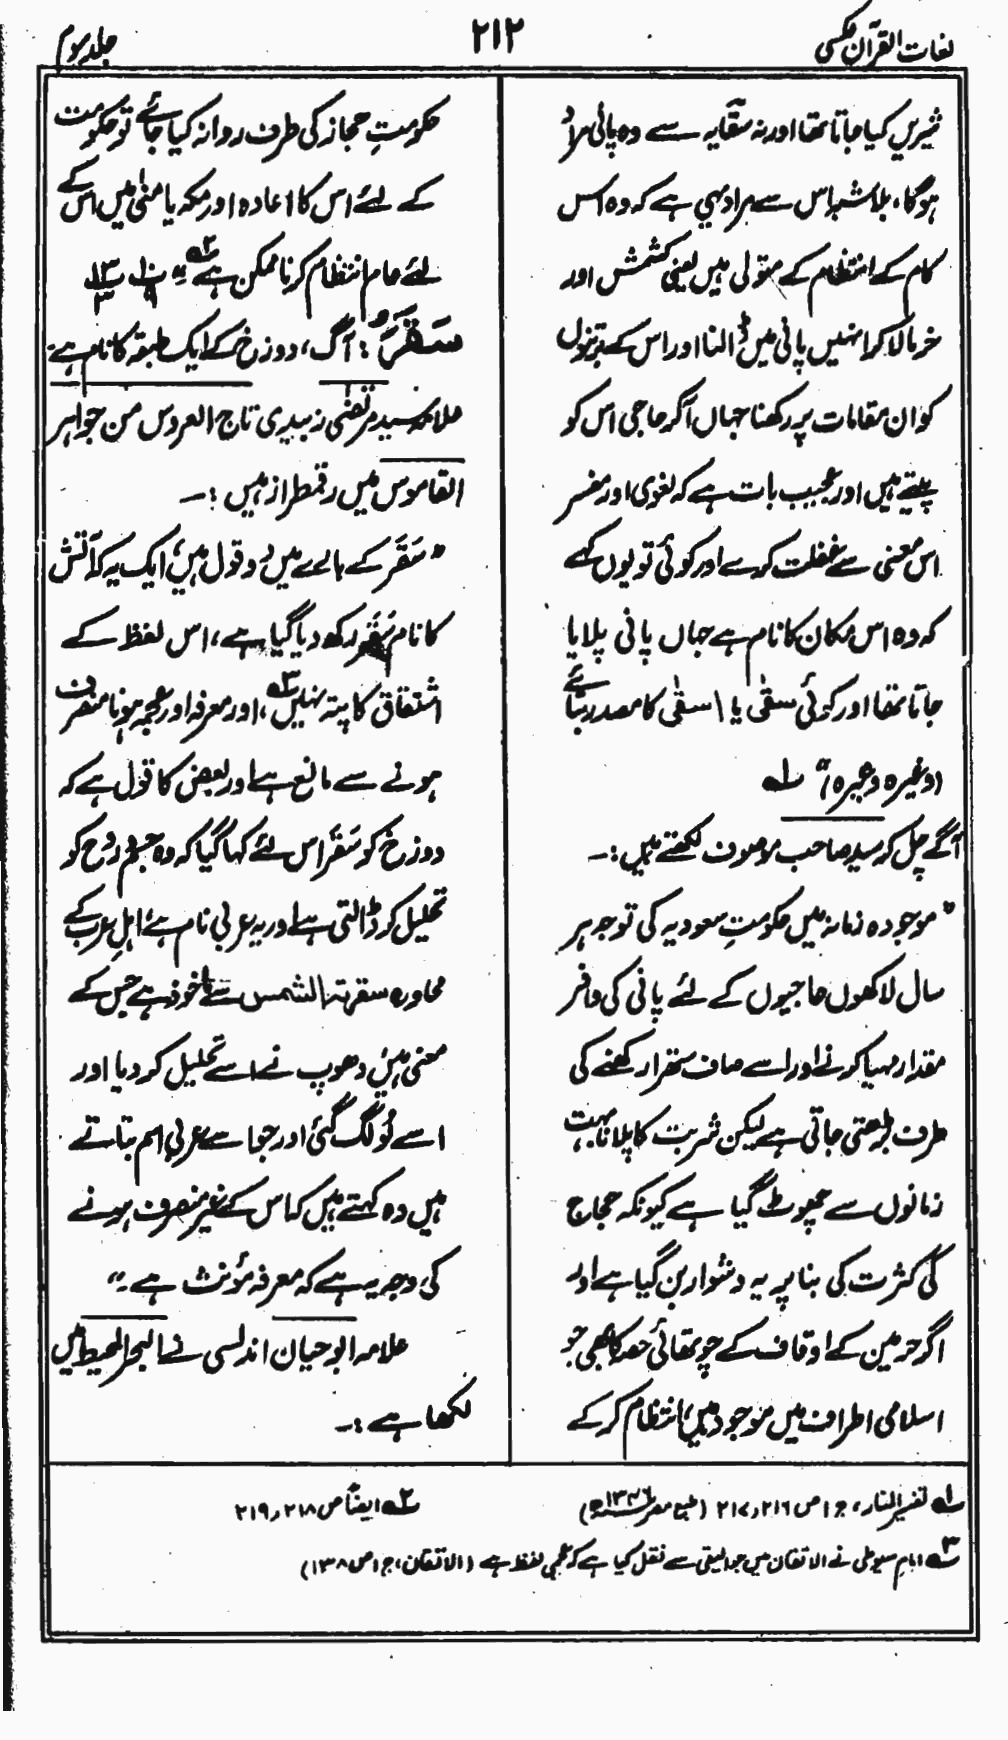 لغات القرآن عکسی
۲۱۲
جلد سوم
شیریں کیا جاتا تھا اور نہ سقایہ سے وہ پانی مراد
ہوگا، بلاشبہ اس سے مراد یہی ہے کہ وہ اس
کام کے انتظام کے متولی ہیں یعنی کشمش اور
خرما لاکر انہیں پانی میں ڈالنا اور اس کے برتنوں
کو ان مقامات پر رکھنا جہاں آکر حاجی اس کو
پیتے ہیں اور عجیب بات ہے کہ لغوی اور مفسر
اس معنی سے غفلت کرے اور کوئی تو یوں کہے
کہ وہ اس مکان کا نام ہے جہاں پانی پلایا
جاتا تھا اور کوئی سقٰی یا اسقٰی کا مصدر بتائے
(وغیرہ وغیرہ)" لہ
آگے چل کر سید صاحب موصوف لکھتے ہیں:۔
"موجودہ زمانہ میں حکومتِ سعودیہ کی توجہ ہر
سال لاکھوں حاجیوں کے لئے پانی کی وافر
مقدار مہیا کرنے اور اسے صاف ستھرا رکھنے کی
طرف بڑھتی جاتی ہے لیکن شربت کا پلانا بہت
زمانوں سے چھوٹ گیا ہے کیونکہ حجاج
کی کثرت کی بنا پر یہ دشوار بن گیا ہے اور
اگر حرمین کے اوقاف کے چوتھائی حصہ کا بھی جو
اسلامی اطراف میں موجود ہیں، انتظام کرکے
حکومتِ حجاز کی طرف روانہ کیا جائے تو حکومت
کے لئے اس کا اعادہ اور مکہ یا منیٰ میں اس کے
لئے عام انتظام کرنا ممکن ہے ۲ہ ۔"
سَقَرَ: آگ، دوزخ کے ایک طبقہ کا نام ہے:
علامہ سید مرتضٰی زبیدی تاج العروس من جواہر
القاموس میں رقمطراز ہیں:۔
"سَقَر کے بارے میں دو قول ہیں، ایک یہ کہ آتش
کا نام سَقَر رکھ دیا گیا ہے، اس لفظ کے
اشتقاق کا پتہ نہیں ۳ہ، اور معرفہ اور عجمہ ہونا منصرف
ہونے سے مانع ہے اور بعض کا قول ہے کہ
دوزخ کو سَقَر اس لئے کہا گیا کہ وہ جسم و روح کو
تحلیل کر ڈالتی ہے اور یہ عربی نام ہے اہلِ عرب کے
محاورہ سقرتہ الشمس سے ماخوذ ہے جس کے
معنی ہیں، دھوپ نے اسے تحلیل کر دیا اور
اسے لُو لگ گئی اور جو اسے عربی اسم بتاتے
ہیں وہ کہتے ہیں کہ اس کے غیر منصرف ہونے
کی وجہ یہ ہے کہ معرفہ مؤنث ہے ۔"
علامہ ابوحیان اندلسی نے البحر المحیط میں
لکھا ہے:۔
۱ہ تفسیر المنار، ج۱ ص ۲۱۶، ۲۱۷ (طبع مصر ۱۳۴۶ھ)
۲ہ ایضاً ص ۲۱۸، ۲۱۹
۳ہ امام سیوطی نے الاتقان میں جوالیقی سے نقل کیا ہے کہ عجمی لفظ ہے (الاتقان، ج۱ ص ۱۳۸)